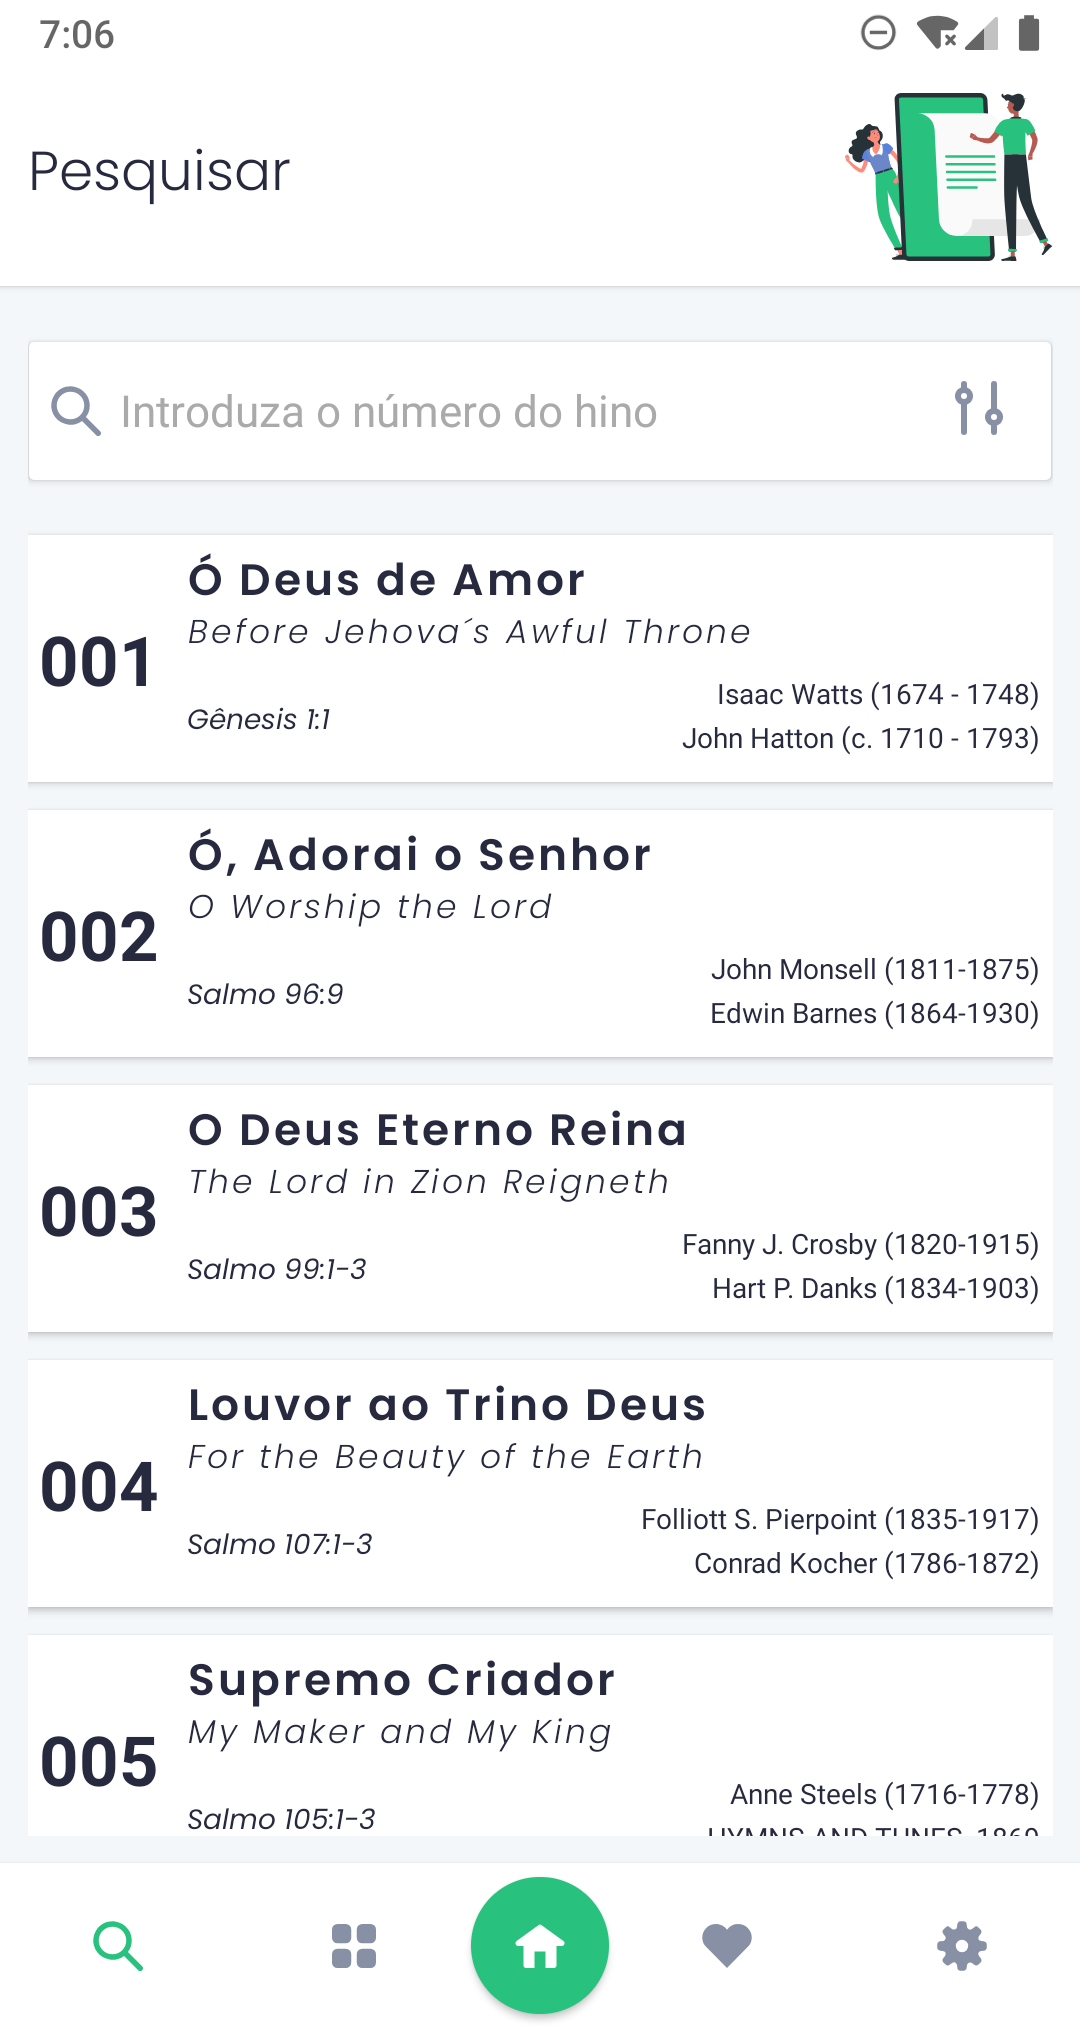 7:06
Pesquisar
Introduza o número do hino
Ó Deus de Amor
Before Jehova´s Awful Throne
001
Isaac Watts (1674 - 1748)
Gênesis 1:1
John Hatton (c. 1710 - 1793)
Ó, Adorai o Senhor
O Worship the Lord
002
John Monsell (1811-1875)
Salmo 96:9
Edwin Barnes (1864-1930)
O Deus Eterno Reina
The Lord in Zion Reigneth
003
Fanny J. Crosby (1820-1915)
Salmo 99:1-3
Hart P. Danks (1834-1903)
Louvor ao Trino Deus
For the Beauty of the Earth
004
Folliott S. Pierpoint (1835-1917)
Salmo 107:1-3
Conrad Kocher (1786-1872)
Supremo Criador
My Maker and My King
005
Anne Steels (1716-1778)
Salmo 105:1-3
HYMNS AND TUNES, 1869